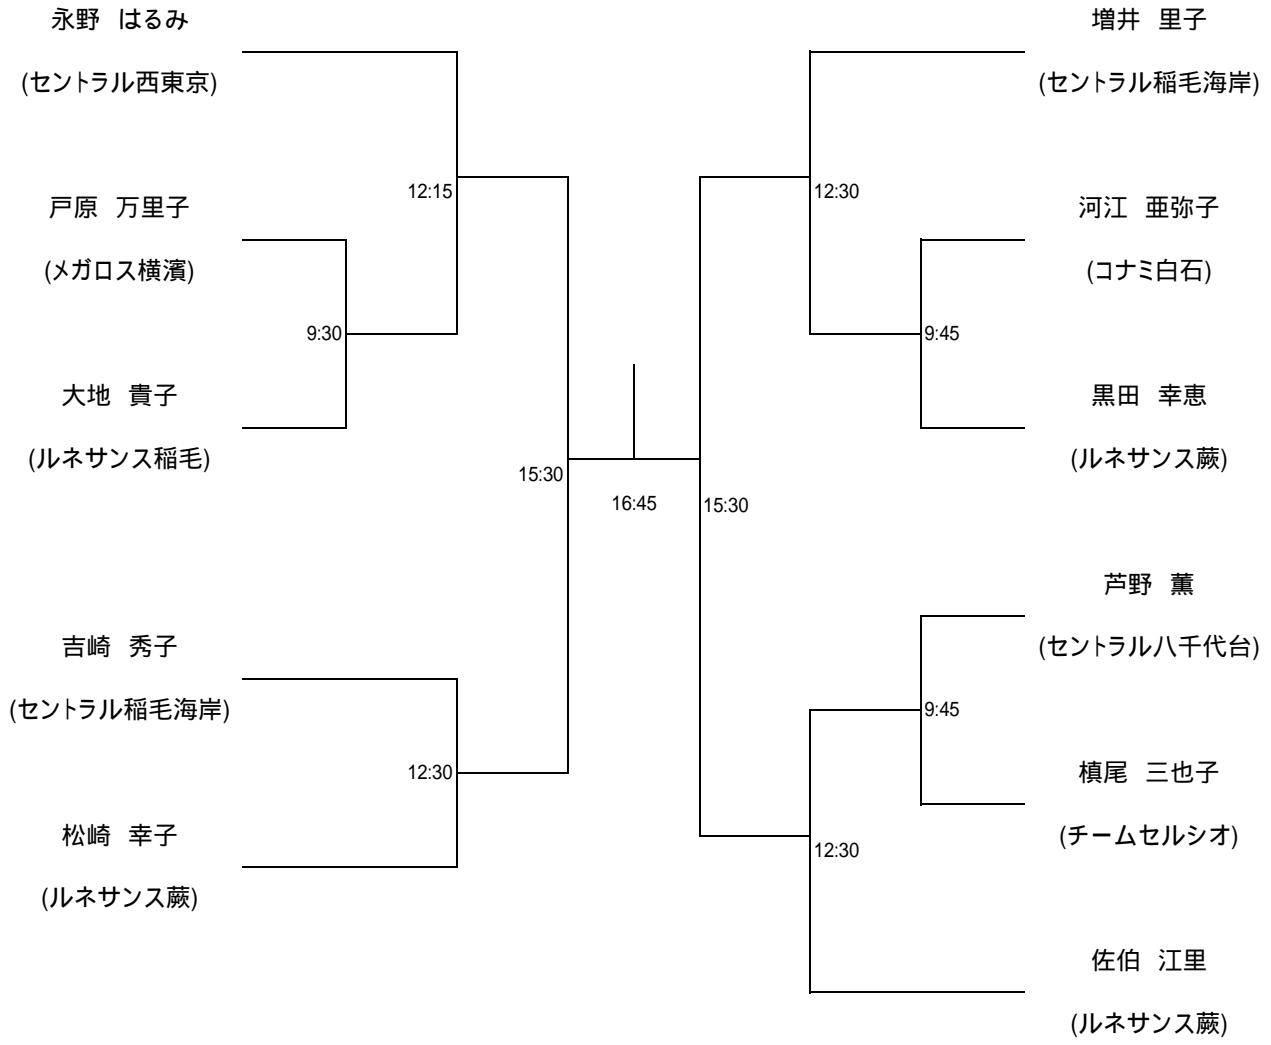 永野 はるみ
(セントラル西東京)
12:15
戸原 万里子
(メガロス横濱)
9:30
大地 貴子
(ルネサンス稲毛)
15:30
吉崎 秀子
(セントラル稲毛海岸)
12:30
松崎 幸子
(ルネサンス蕨)
16:45
増井 里子
(セントラル稲毛海岸)
12:30
河江 亜弥子
(コナミ白石)
9:45
黒田 幸恵
(ルネサンス蕨)
15:30
芦野 薫
(セントラル八千代台)
9:45
槙尾 三也子
(チームセルシオ)
12:30
佐伯 江里
(ルネサンス蕨)